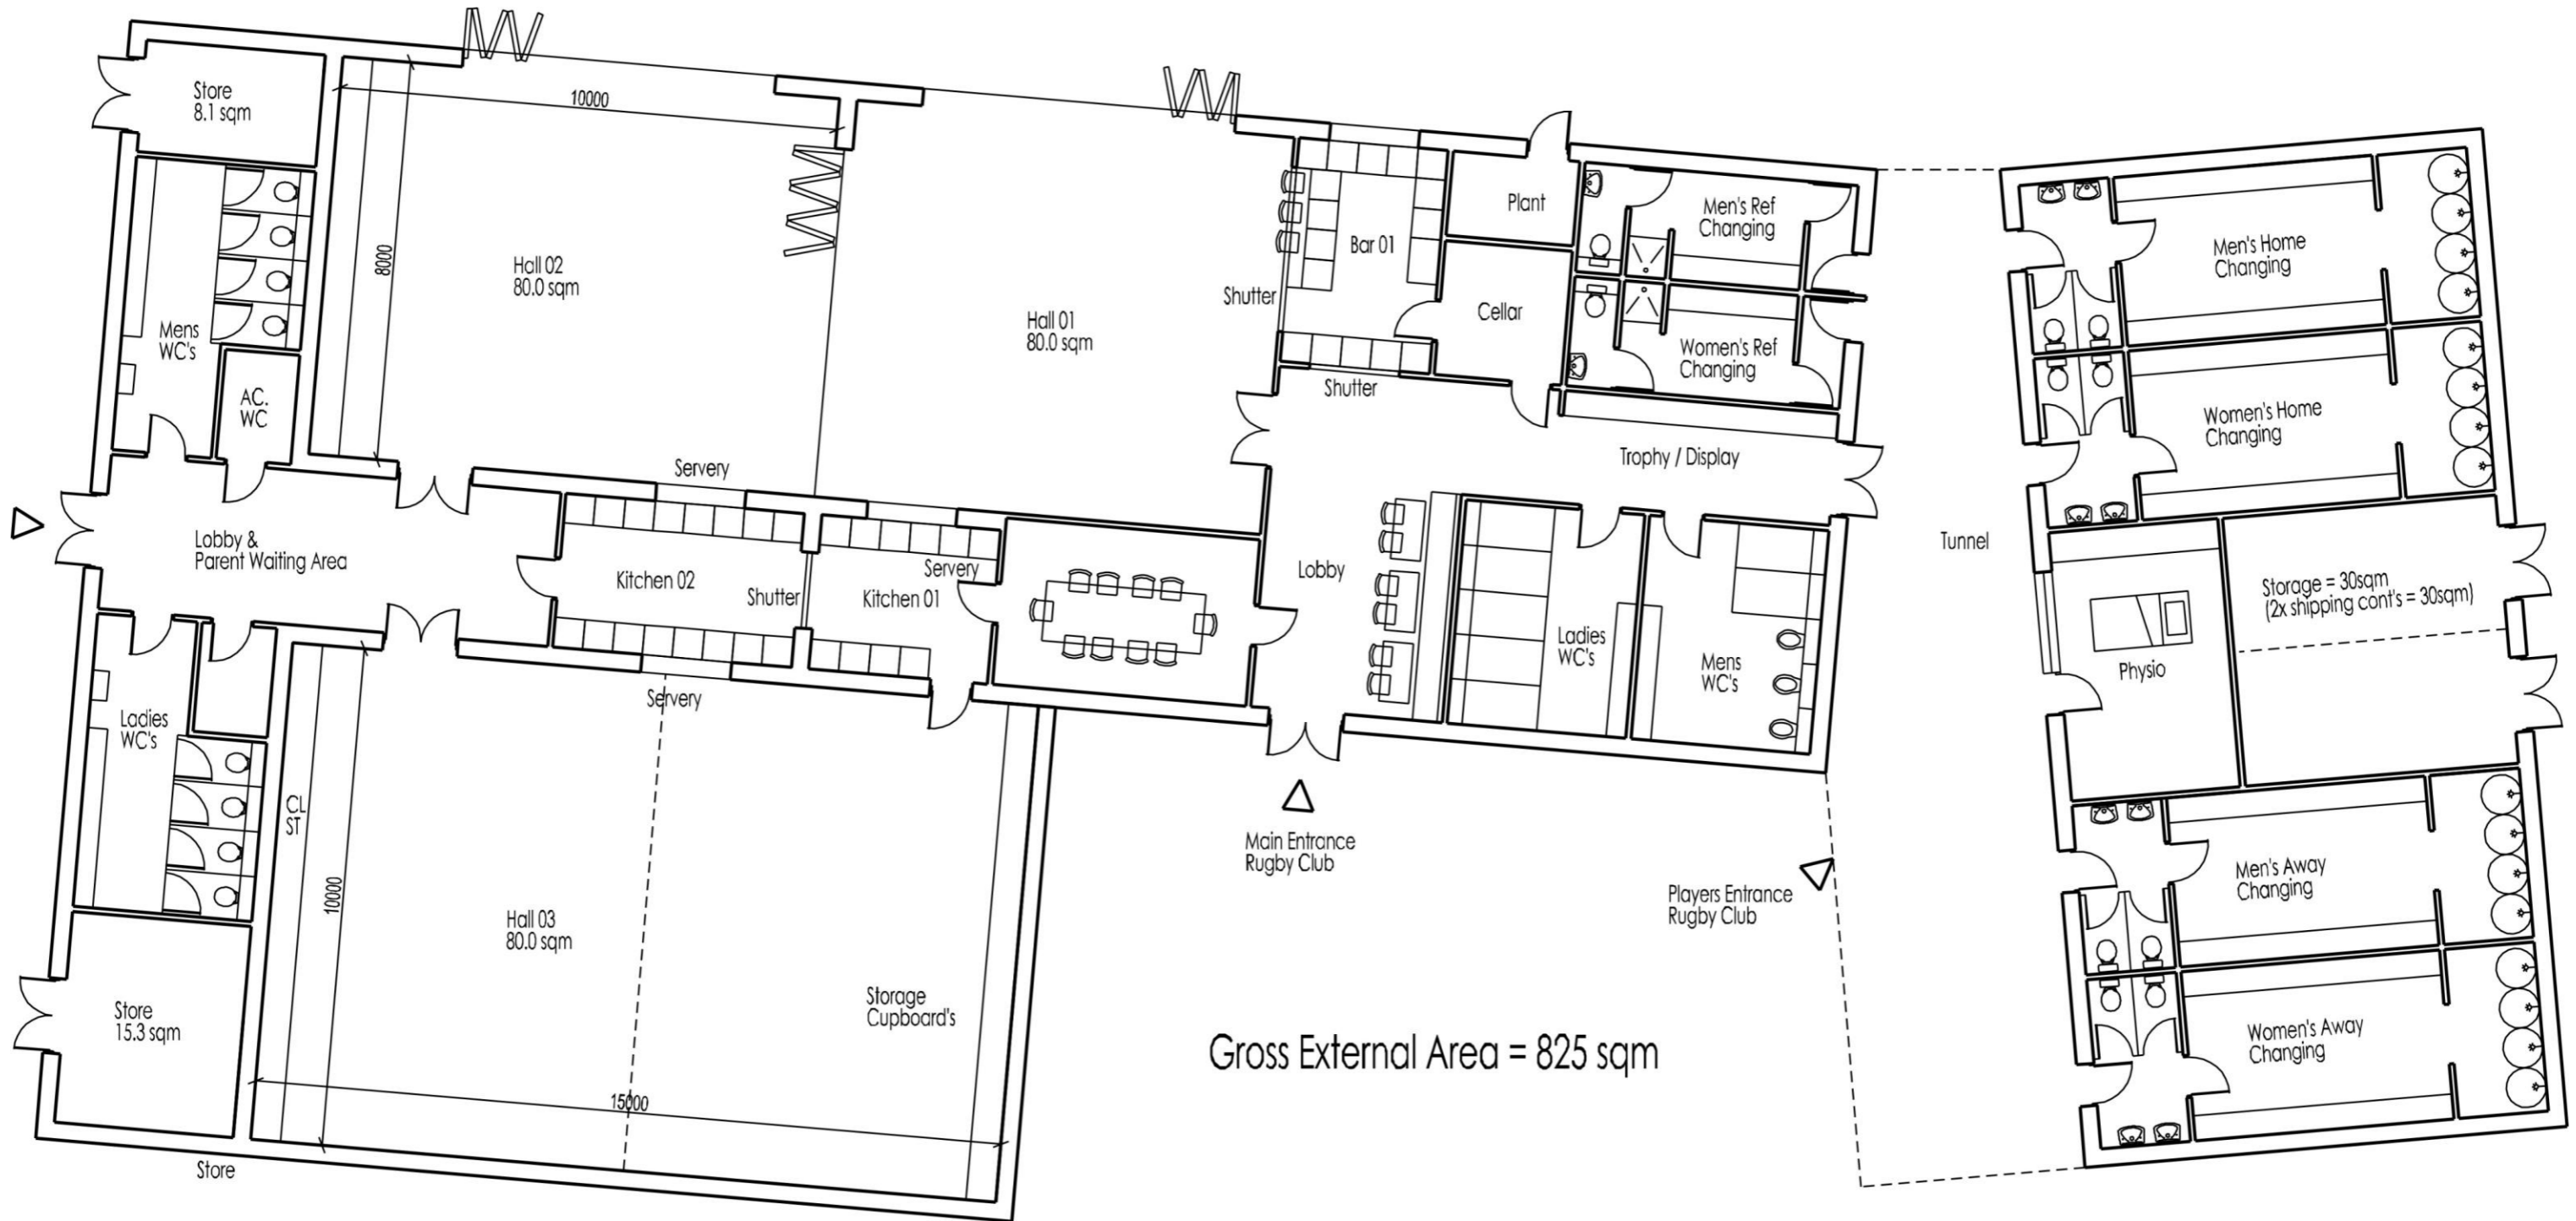 Store
8.1 sqm
10000
8000
Hall 02
80.0 sqm
Mens
WC's
AC.
WC
Hall 01
80.0 sqm
Shutter
Bar 01
Shutter
Plant
Cellar
Men's Ref
Changing
Women's Ref
Changing
Trophy / Display
Men's Home
Changing
Women's Home
Changing
Servery
Lobby &
Parent Waiting Area
Kitchen 02
Shutter
Kitchen 01
Servery
Servery
Lobby
Ladies
WC's
Mens
WC's
Tunnel
Physio
Storage = 30sqm
(2x shipping cont's = 30sqm)
Ladies
WC's
CL
ST
10000
Hall 03
80.0 sqm
Storage
Cupboard's
15000
Store
15.3 sqm
Store
Main Entrance
Rugby Club
Players Entrance
Rugby Club
Men's Away
Changing
Women's Away
Changing
Gross External Area = 825 sqm